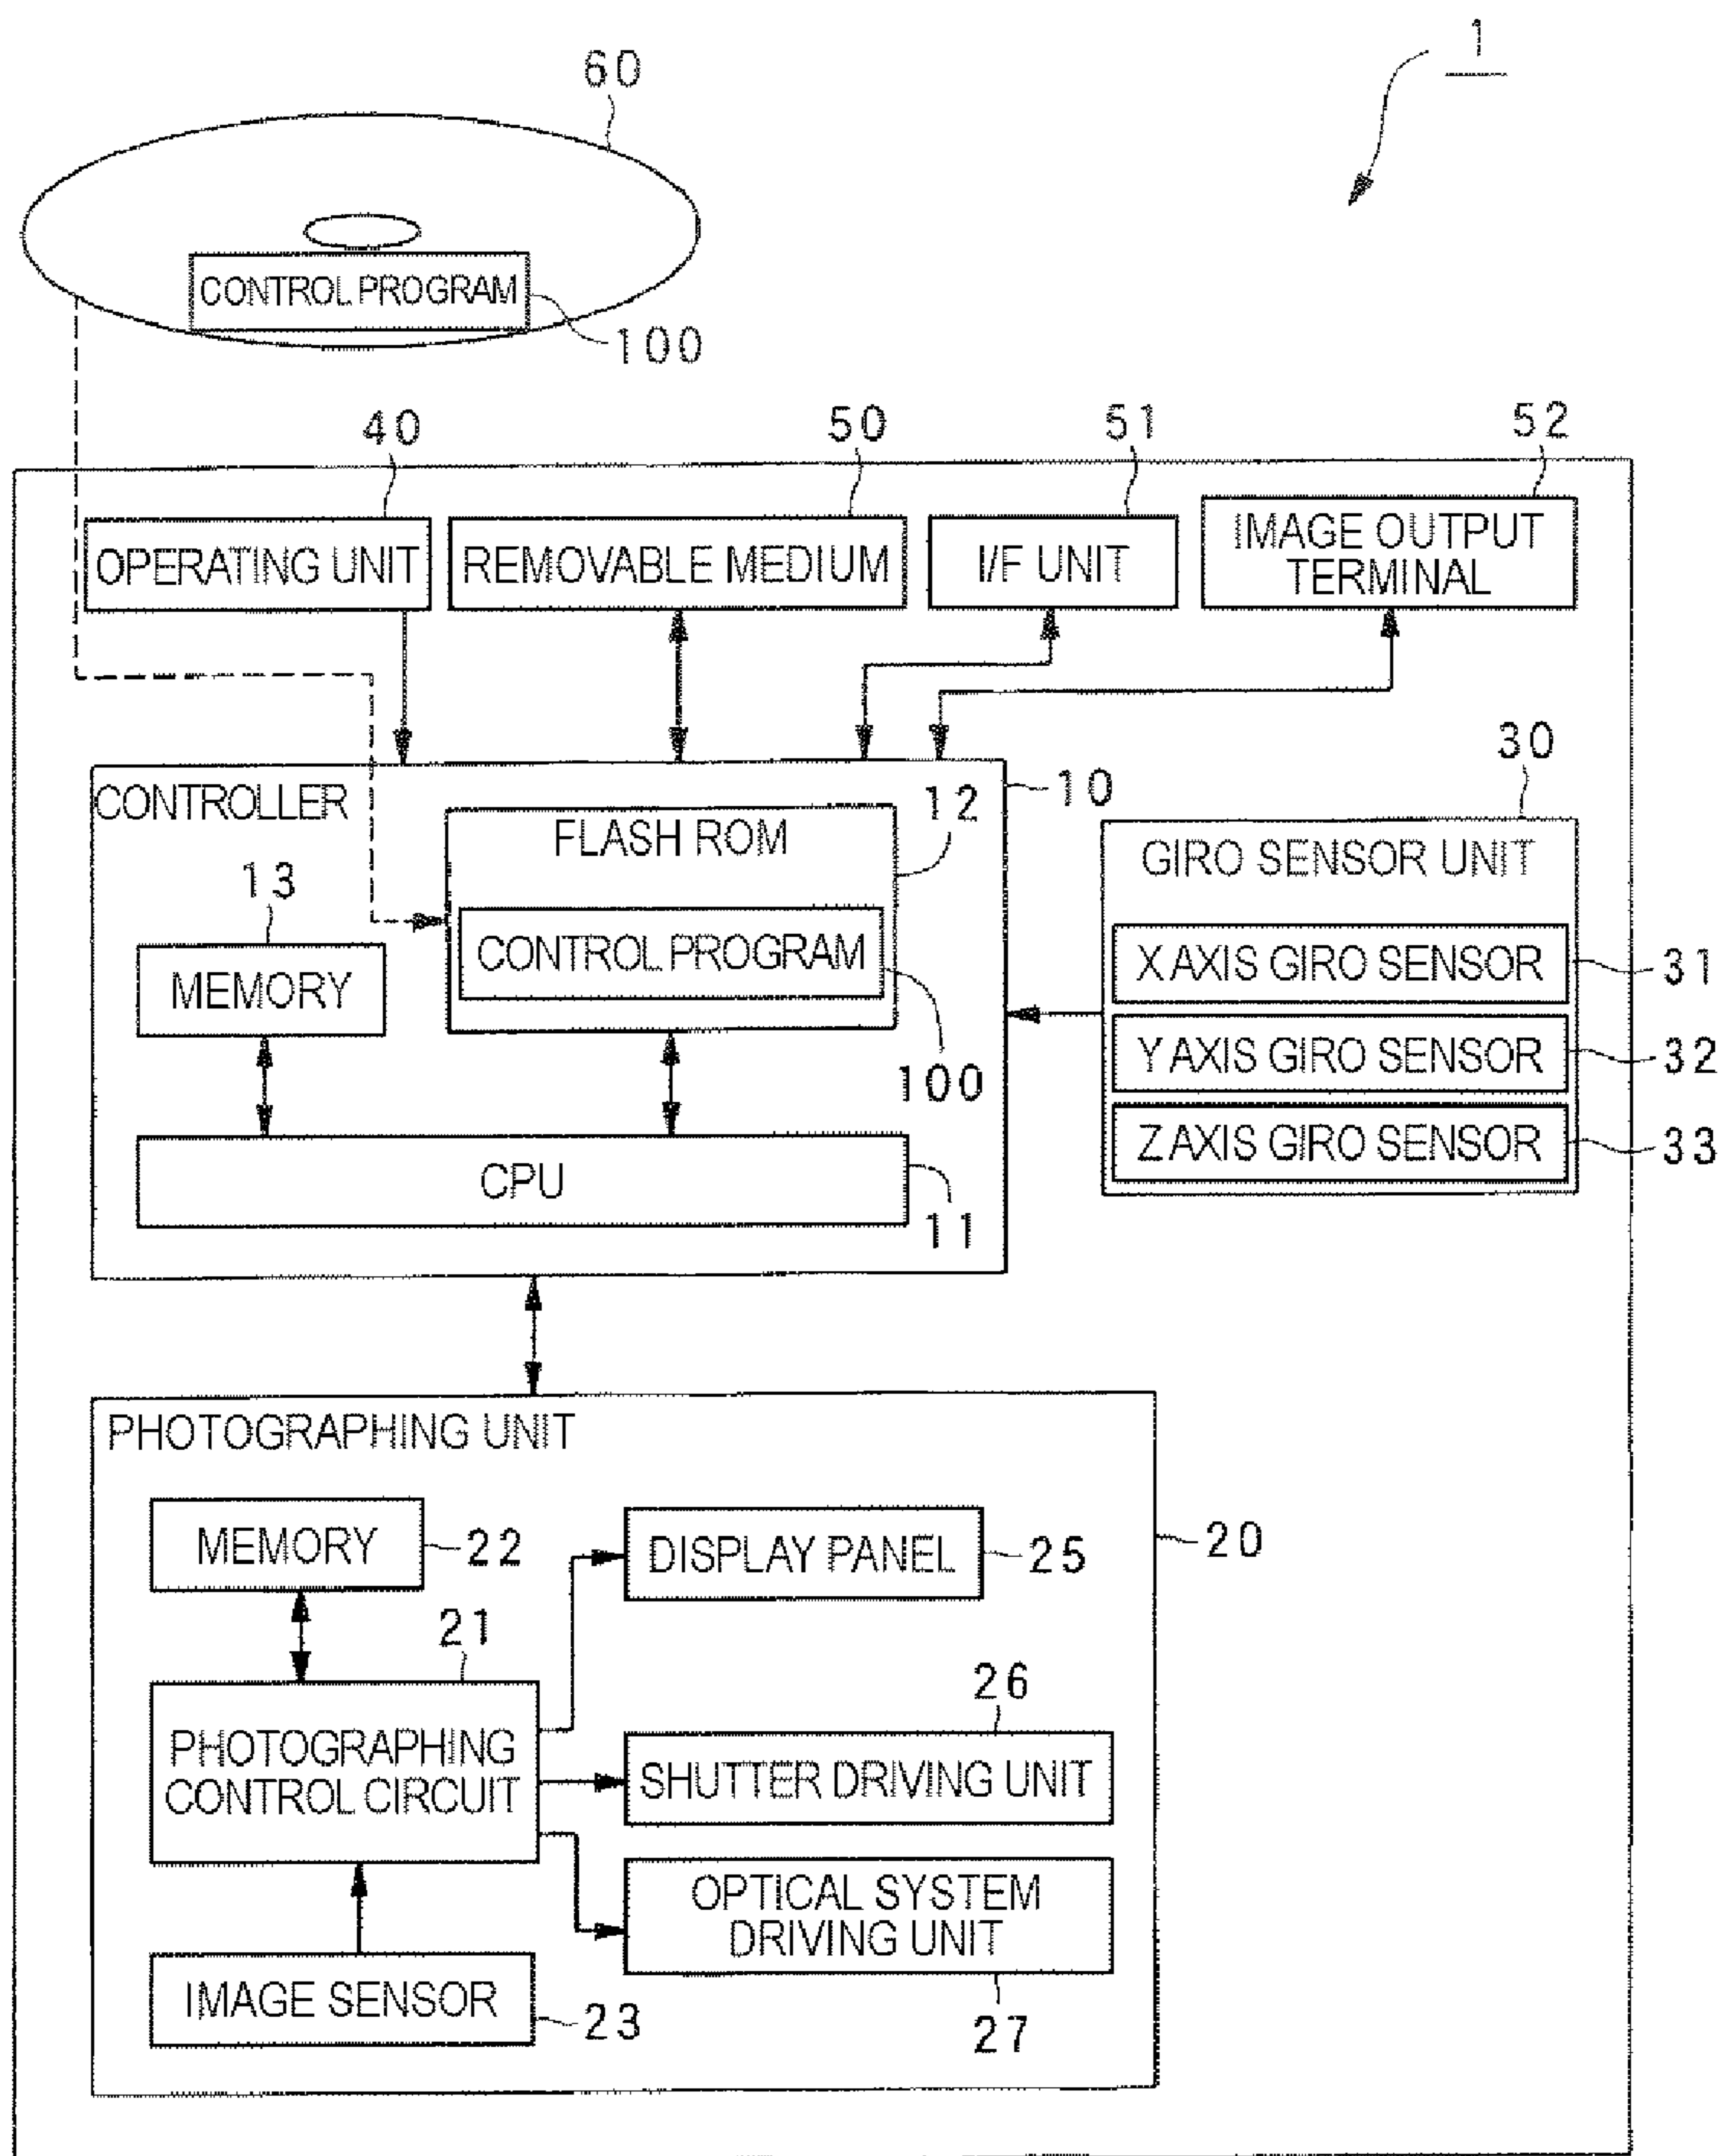 1
60
CONTROL PROGRAM
100
40
50
51
52
OPERATING UNIT
REMOVABLE MEDIUM
I/F UNIT
IMAGE OUTPUT
TERMINAL
CONTROLLER
10
30
12
FLASH ROM
GIRO SENSOR UNIT
13
MEMORY
CONTROL PROGRAM
100
X AXIS GIRO SENSOR
31
Y AXIS GIRO SENSOR
32
Z AXIS GIRO SENSOR
33
CPU
11
PHOTOGRAPHING UNIT
20
MEMORY
22
DISPLAY PANEL
25
21
26
PHOTOGRAPHING
CONTROL CIRCUIT
SHUTTER DRIVING UNIT
OPTICAL SYSTEM
DRIVING UNIT
27
IMAGE SENSOR
23